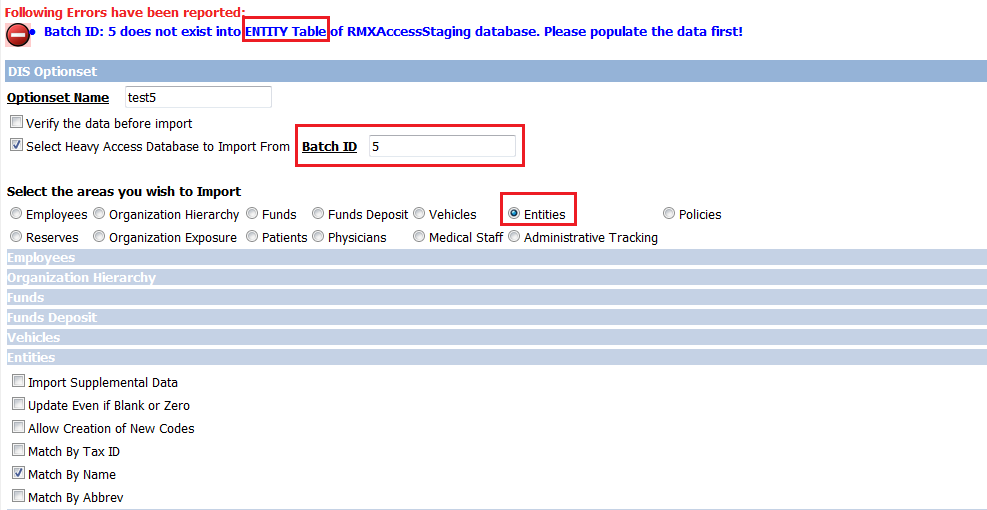 Following Errors have been reported:
Batch ID: 5 does not exist into ENTITY Table of RMXAccessStaging database. Please populate the data first!
DIS Optionset
Optionset Name test5
Verify the data before import
Select Heavy Access Database to Import From Batch ID 5
Select the areas you wish to Import
Employees Organization Hierarchy Funds Funds Deposit Vehicles Entities Policies
Reserves Organization Exposure Patients Physicians Medical Staff Administrative Tracking
Employees
Organization Hierarchy
Funds
Funds Deposit
Vehicles
Entities
Import Supplemental Data
Update Even if Blank or Zero
Allow Creation of New Codes
Match By Tax ID
Match By Name
Match By Abbrev